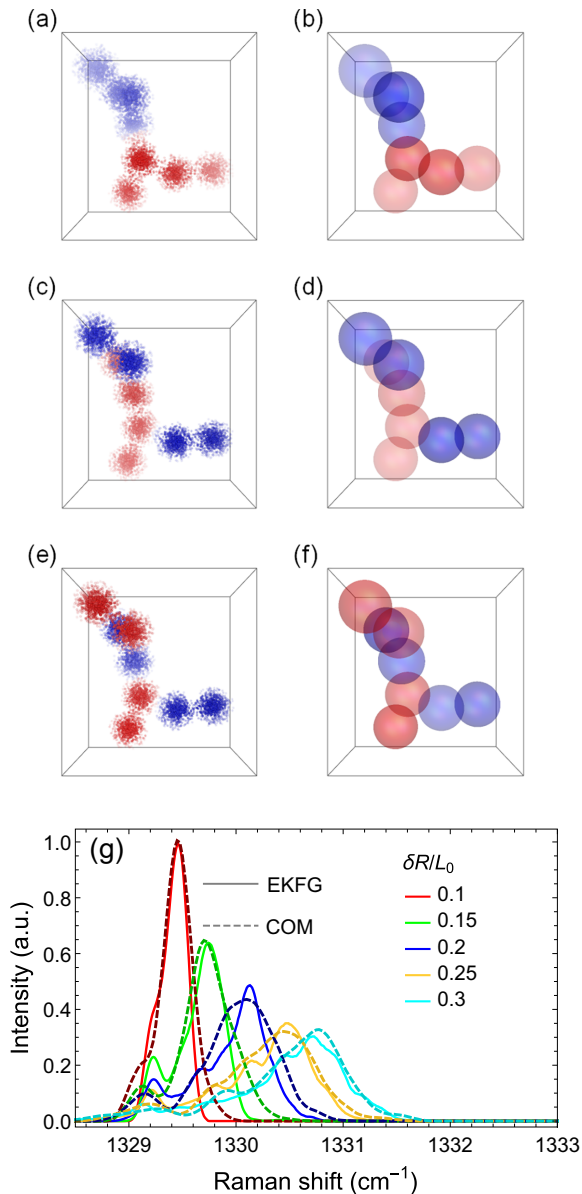 (a) (b)
(c) (d)
(e) (f)
(g)
EKFG
COM
δR/L₀
0.1
0.15
0.2
0.25
0.3
1.0
0.8
0.6
0.4
0.2
0.0
Intensity (a.u.)
1329 1330 1331 1332 1333
Raman shift (cm⁻¹)